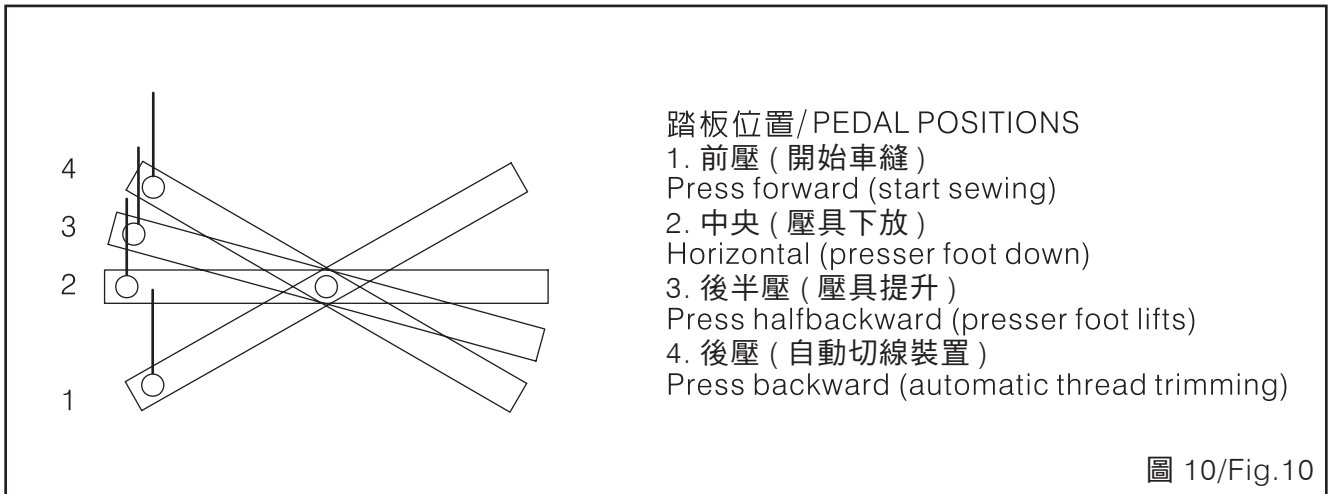 4
3
2
1
踏板位置/PEDAL POSITIONS
1. 前壓 ( 開始車縫 )
Press forward (start sewing)
2. 中央 ( 壓具下放 )
Horizontal (presser foot down)
3. 後半壓 ( 壓具提升 )
Press halfbackward (presser foot lifts)
4. 後壓 ( 自動切線裝置 )
Press backward (automatic thread trimming)
圖 10/Fig.10